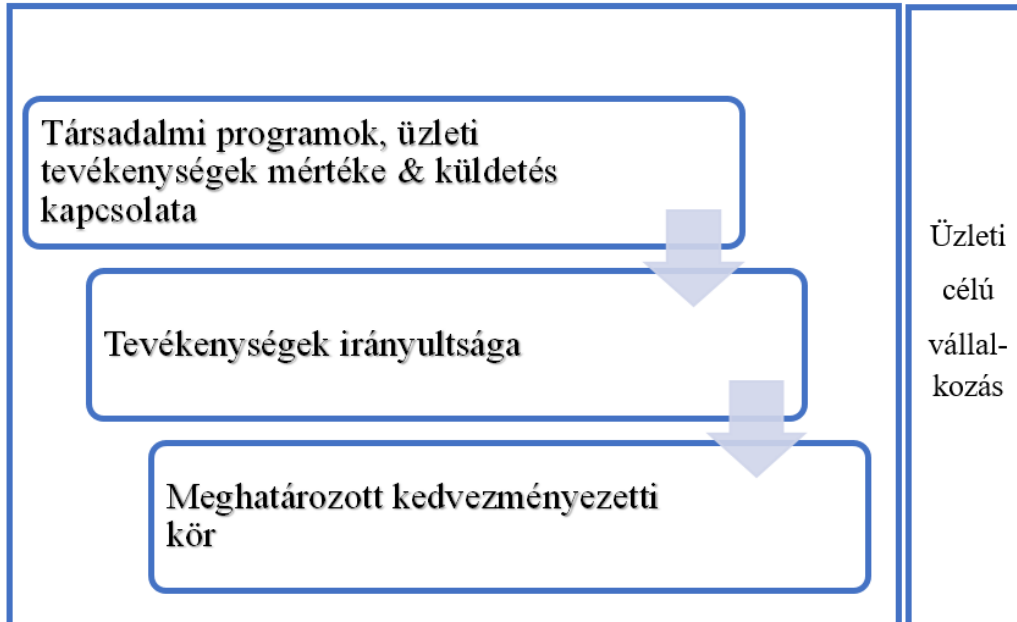 Társadalmi programok, üzleti
tevékenységek mértéke & küldetés
kapcsolata
Tevékenységek irányultsága
Meghatározott kedvezményezetti
kör
Üzleti
célú
vállal-
kozás